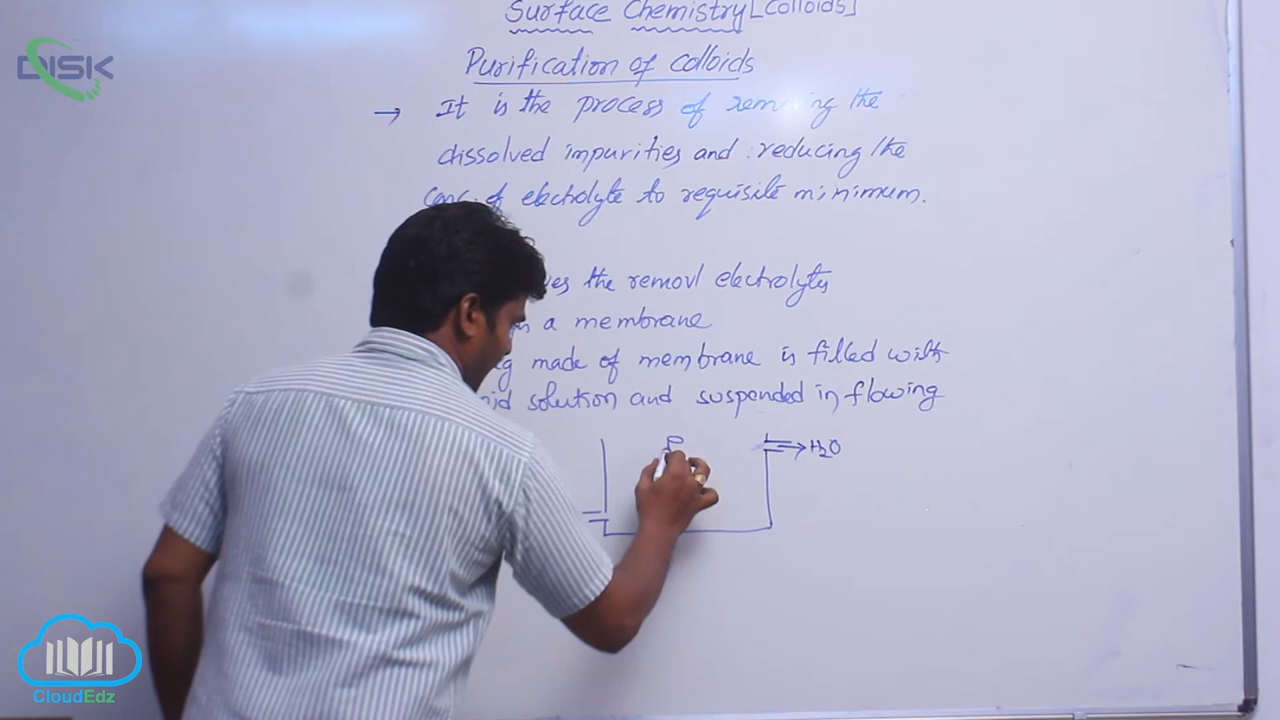 Surface Chemistry [Colloids]
DISK
Purification of colloids
→ It is the process of the
dissolved impurities and reducing the
of electrolyte to requisite minimum.
the removl electrolytes
a membrane
made of membrane is filled with
solution and suspended in flowing
→ H2O
CloudEdz